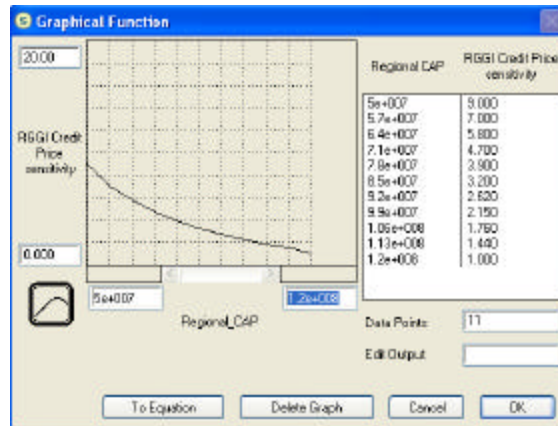 Graphical Function
20.00
RGGI Credit
Price
sensitivity
0.000
5e+007
1.2e+008
Regional_CAP
Regional CAP
RGGI Credit Price
sensitivity
5e+007 9.000
5.7e+007 7.000
6.4e+007 5.800
7.1e+007 4.700
7.8e+007 3.900
8.5e+007 3.200
9.2e+007 2.620
9.9e+007 2.150
1.06e+008 1.760
1.13e+008 1.440
1.2e+008 1.000
Data Points: 11
Edit Output:
To Equation
Delete Graph
Cancel
OK